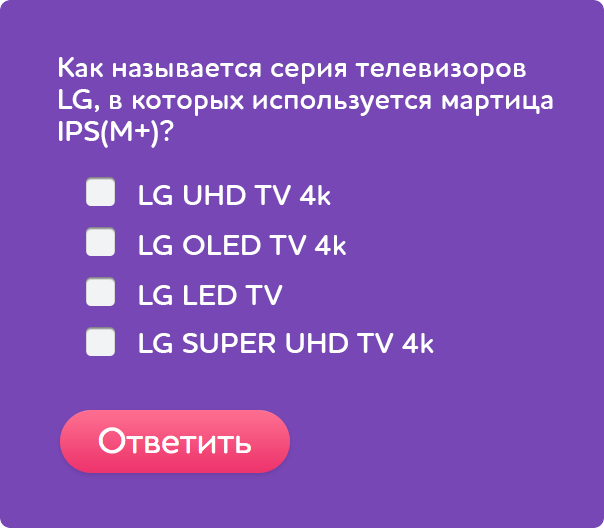 Как называется серия телевизоров
LG, в которых используется мартица
IPS(M+)?
LG UHD TV 4k
LG OLED TV 4k
LG LED TV
LG SUPER UHD TV 4k
Ответить